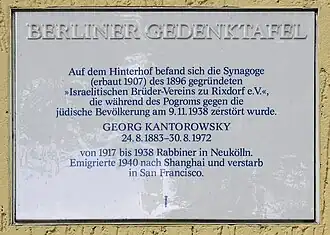 BERLINER GEDENKTAFEL
Auf dem Hinterhof befand sich die Synagoge
(erbaut 1907) des 1896 gegründeten
»Israelitischen Brüder-Vereins zu Rixdorf e.V.«,
die während des Pogroms gegen die
jüdische Bevölkerung am 9.11.1938 zerstört wurde.
GEORG KANTOROWSKY
24.8.1883–30.8.1972
von 1917 bis 1938 Rabbiner in Neukölln.
Emigrierte 1940 nach Shanghai und verstarb
in San Francisco.